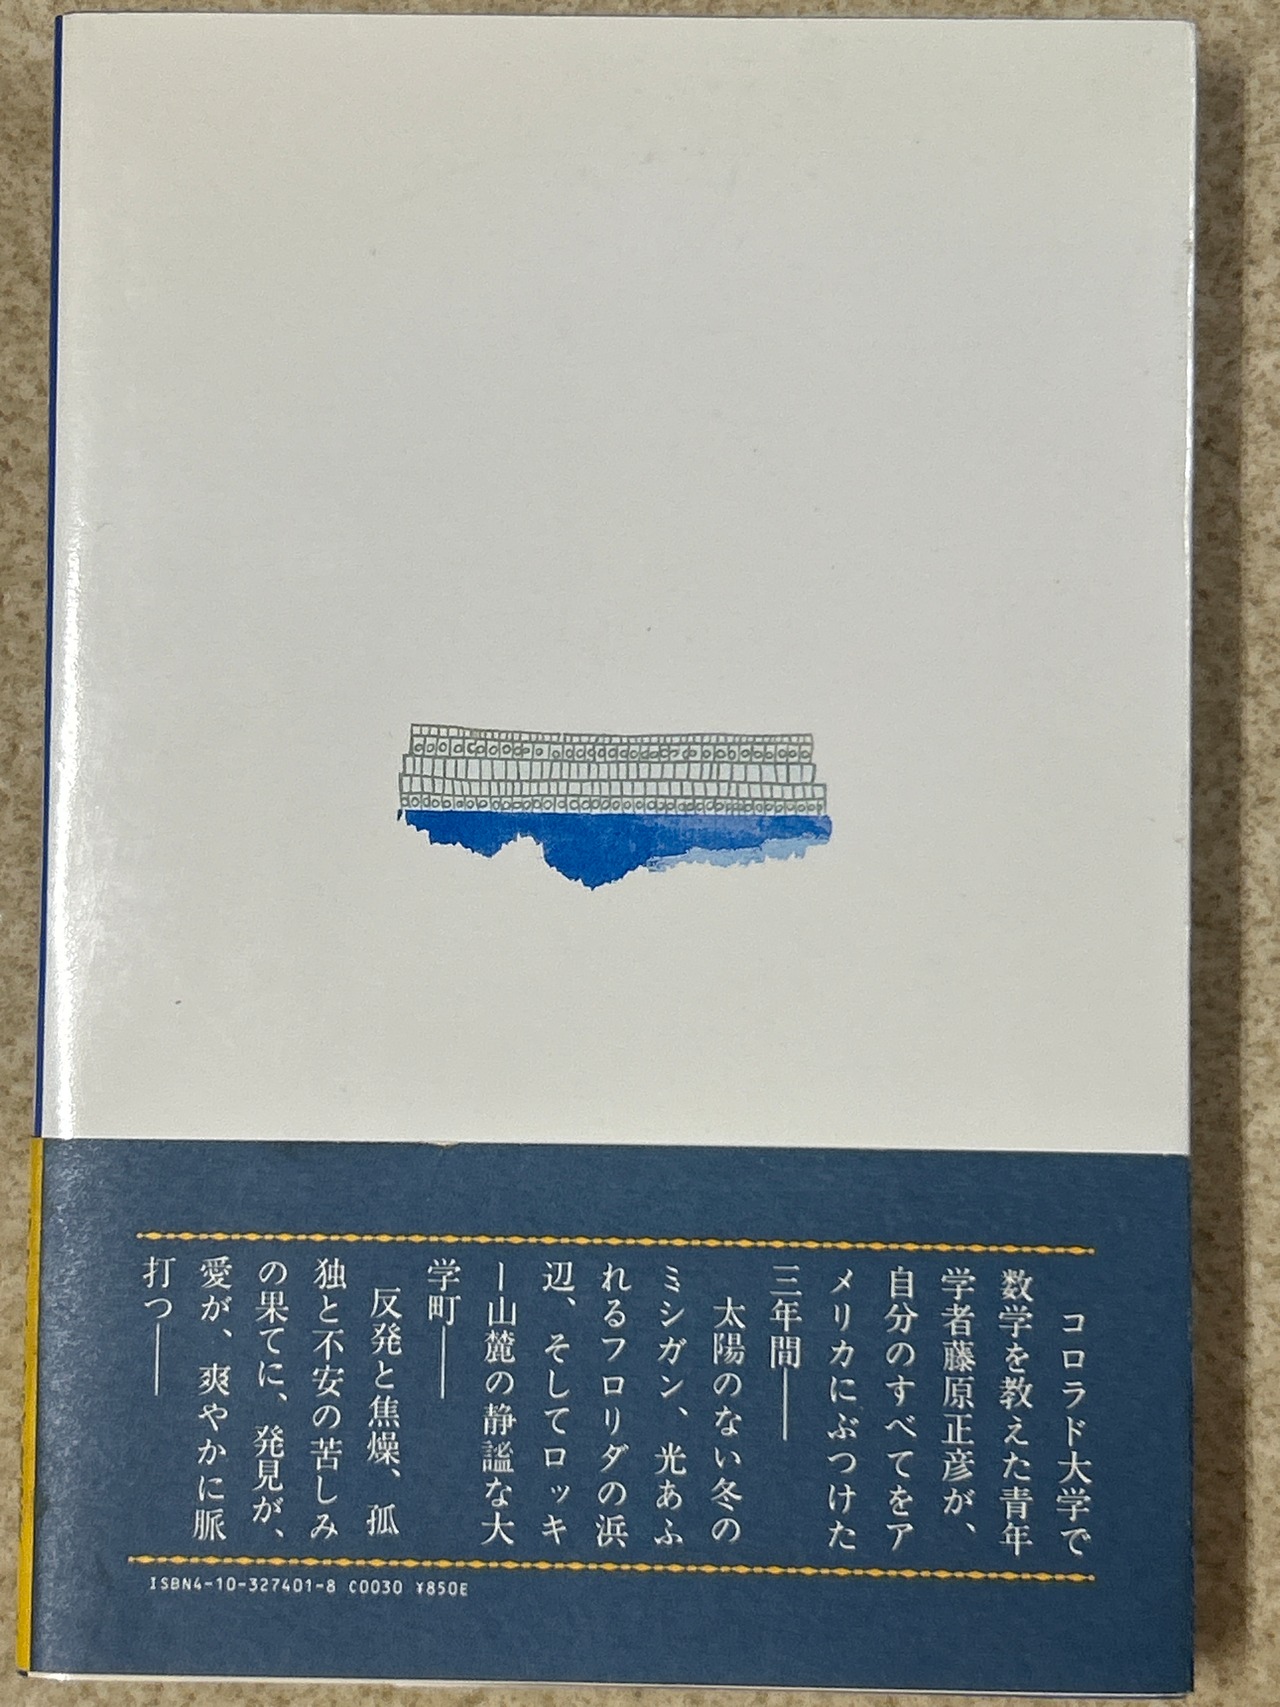 コロラド大学で
数学を教えた青年
学者藤原正彦が、
自分のすべてをア
メリカにぶつけた
三年間――
太陽のない冬の
ミシガン、光あふ
れるフロリダの浜
辺、そしてロッキ
ー山麓の静謐な大
学町――
反発と焦燥、孤
独と不安の苦しみ
の果てに、発見が、
愛が、爽やかに脈
打つ――
ISBN4-10-327401-8 C0030 ¥850E